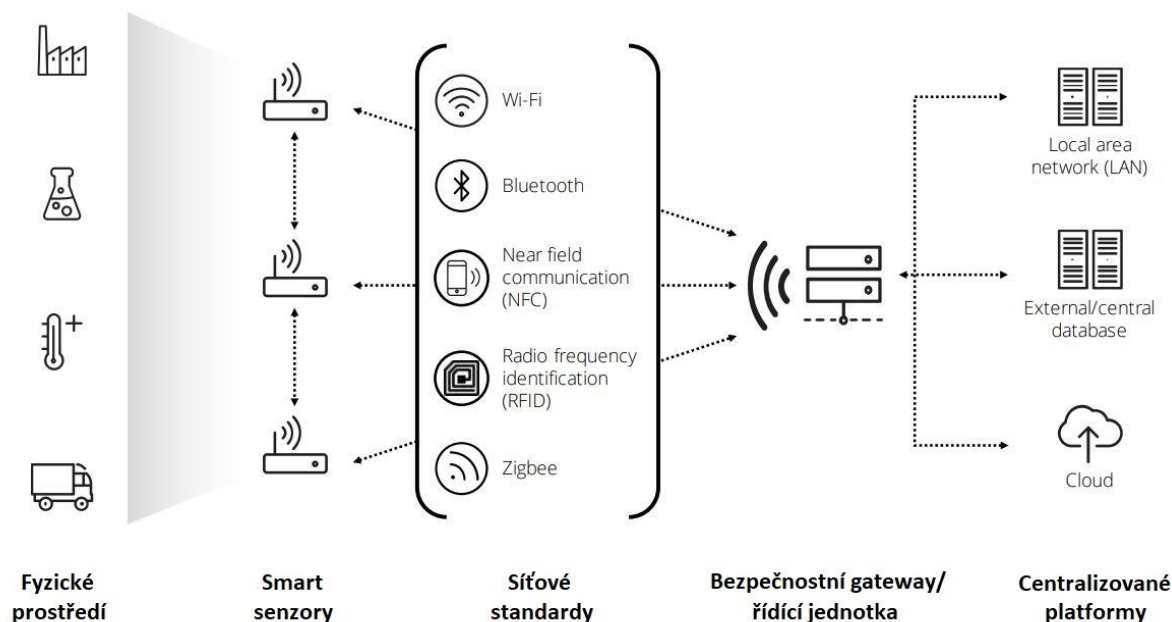 Wi-Fi
Bluetooth
Near field
communication
(NFC)
Radio frequency
identification
(RFID)
Zigbee
Local area
network (LAN)
External/central
database
Cloud
Fyzické
prostředí
Smart
senzory
Síťové
standardy
Bezpečnostní gateway/
řídící jednotka
Centralizované
platformy